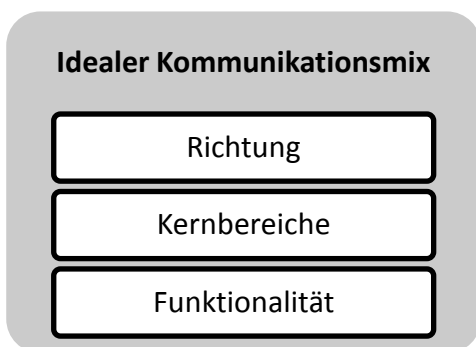 Idealer Kommunikationsmix
Richtung
Kernbereiche
Funktionalität